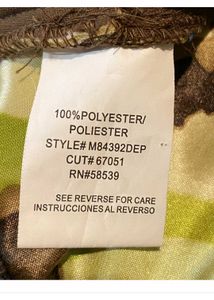 100%POLYESTER/
POLIESTER
STYLE# M84392DEP
CUT# 67051
RN#58539
SEE REVERSE FOR CARE
INSTRUCCIONES AL REVERSO